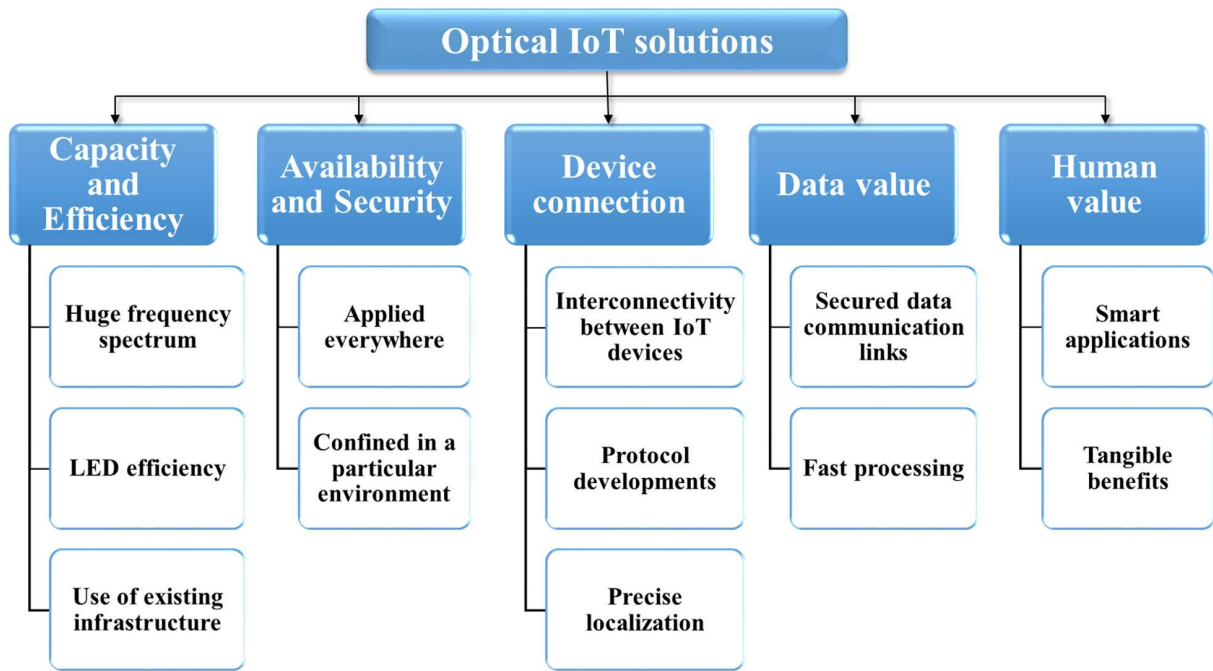 Optical IoT solutions
Capacity
and
Efficiency
Huge frequency
spectrum
LED efficiency
Use of existing
infrastructure
Availability
and Security
Applied
everywhere
Confined in a
particular
environment
Device
connection
Interconnectivity
between IoT
devices
Protocol
developments
Precise
localization
Data value
Secured data
communication
links
Fast processing
Human
value
Smart
applications
Tangible
benefits